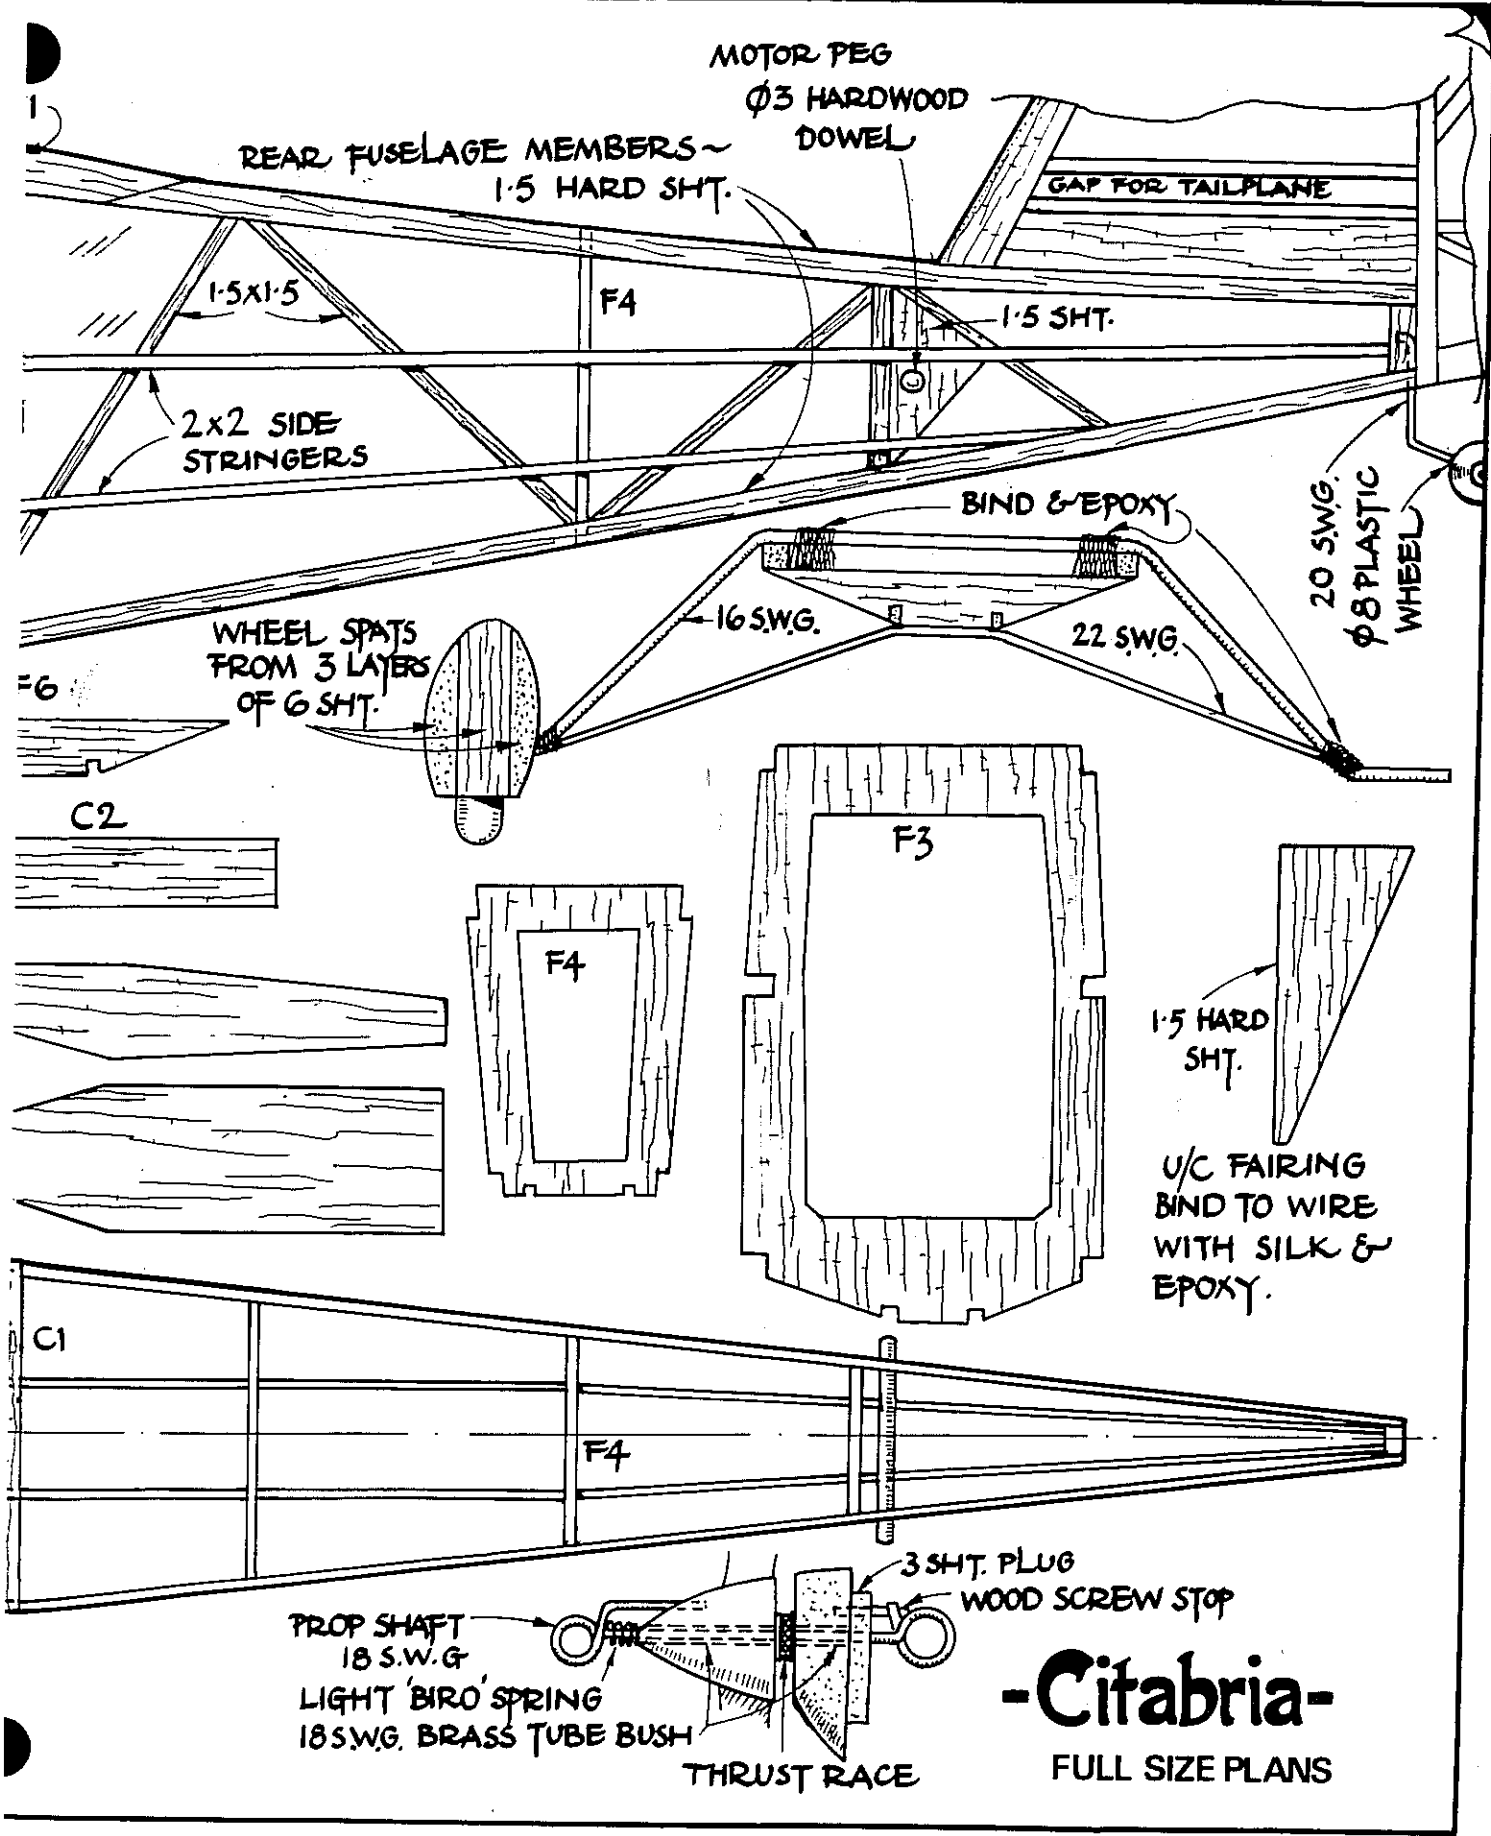 MOTOR PEG
Ø3 HARDWOOD
DOWEL
1
REAR FUSELAGE MEMBERS~
1·5 HARD SHT.
GAP FOR TAILPLANE
1·5X1·5
F4
1·5 SHT.
2x2 SIDE
STRINGERS
BIND & EPOXY
20 S.W.G.
Ø8 PLASTIC
WHEEL
WHEEL SPATS
FROM 3 LAYERS
OF 6 SHT.
16 S.W.G.
22 S.W.G.
F6
C2
F3
F4
1·5 HARD
SHT.
U/C FAIRING
BIND TO WIRE
WITH SILK &
EPOXY.
C1
F4
3 SHT. PLUG
WOOD SCREW STOP
PROP SHAFT
18 S.W.G
LIGHT 'BIRO' SPRING
18 S.W.G. BRASS TUBE BUSH
THRUST RACE
-Citabria-
FULL SIZE PLANS